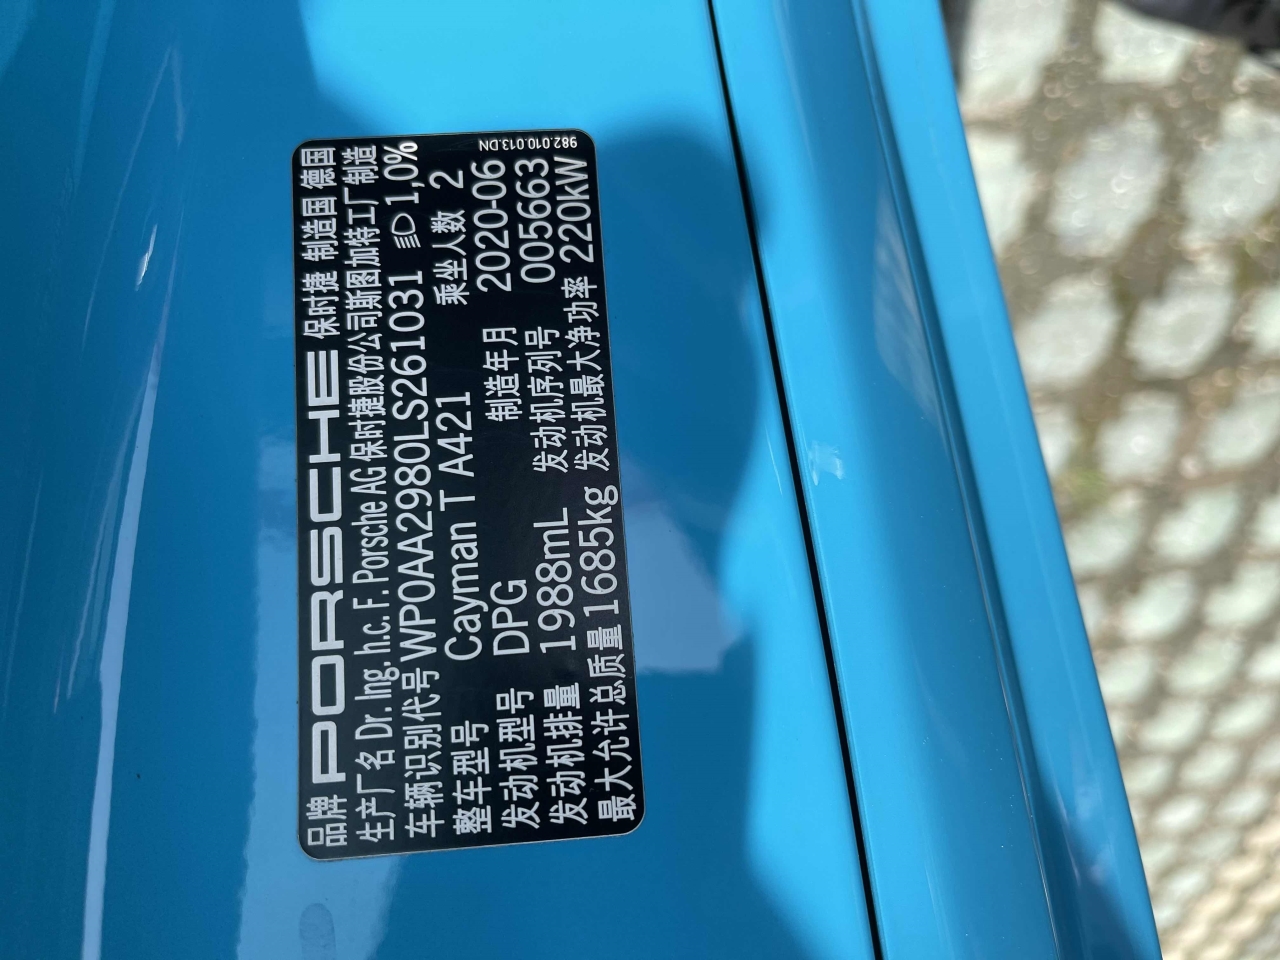 982.010.013.DN
品牌 PORSCHE 保时捷 制造国 德国
生产厂名 Dr. Ing. h.c. F. Porsche AG 保时捷股份公司斯图加特工厂制造
车辆识别代号 WP0AA2980LS261031 1,0%
整车型号 Cayman T A421 乘坐人数 2
发动机型号 DPG 制造年月 2020-06
发动机排量 1988mL 发动机序列号 005663
最大允许总质量 1685kg 发动机最大净功率 220kW